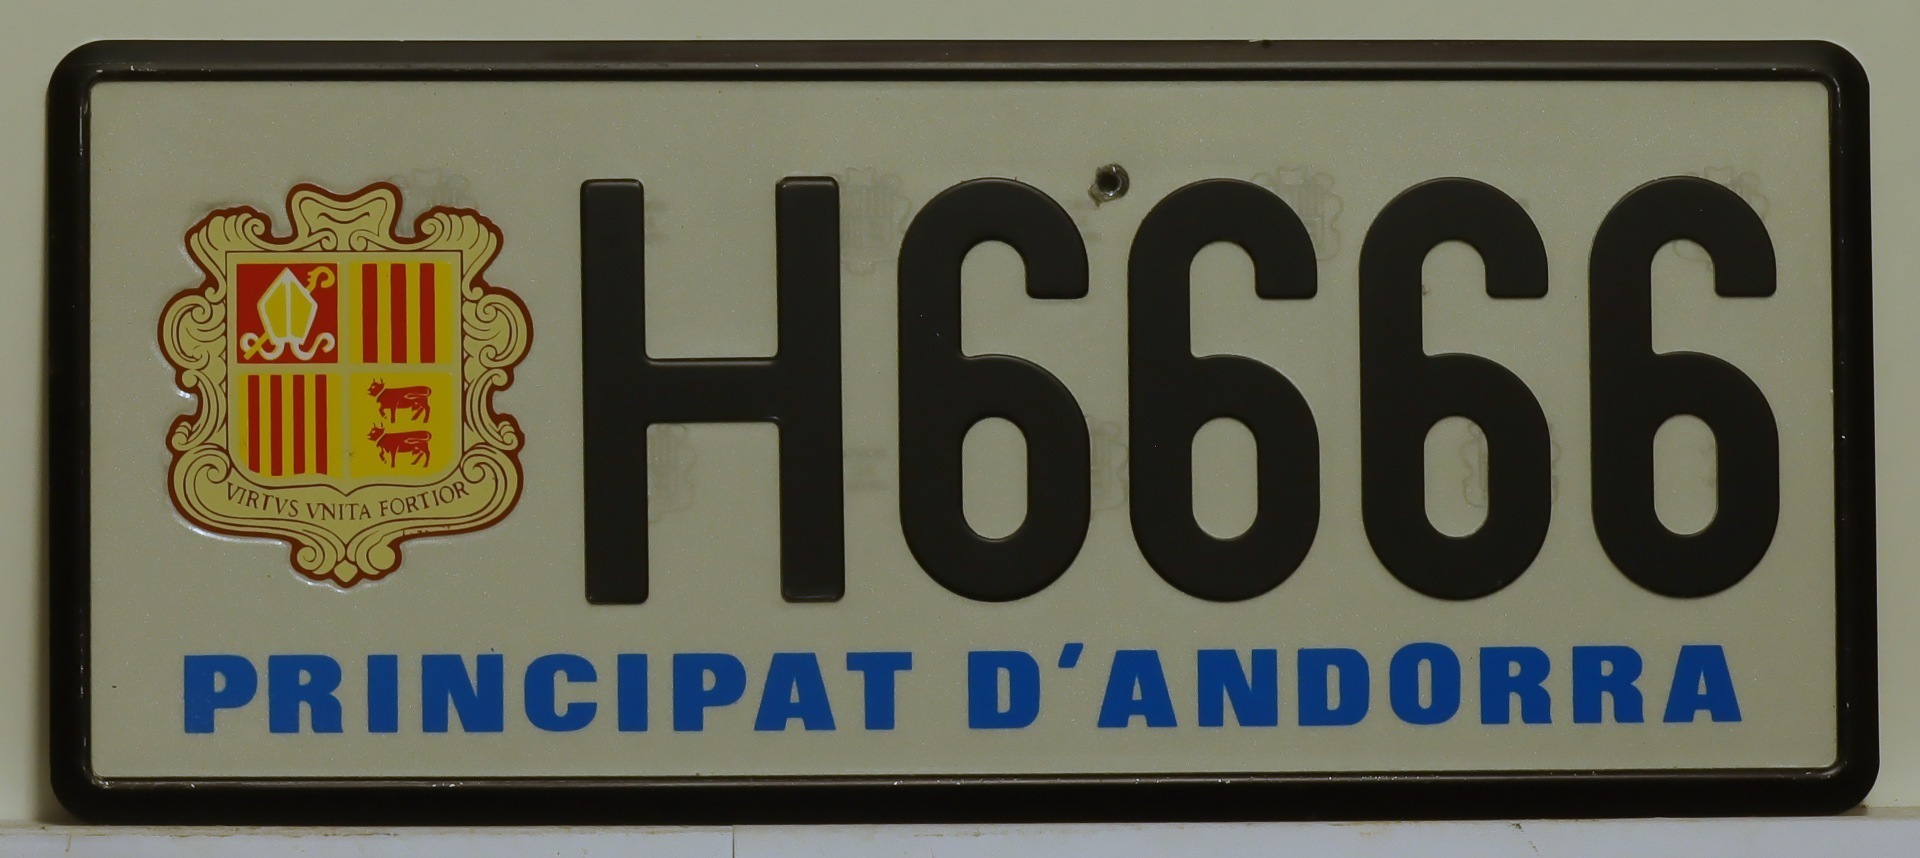 H6666
VIRTVS VNITA FORTIOR
PRINCIPAT D'ANDORRA